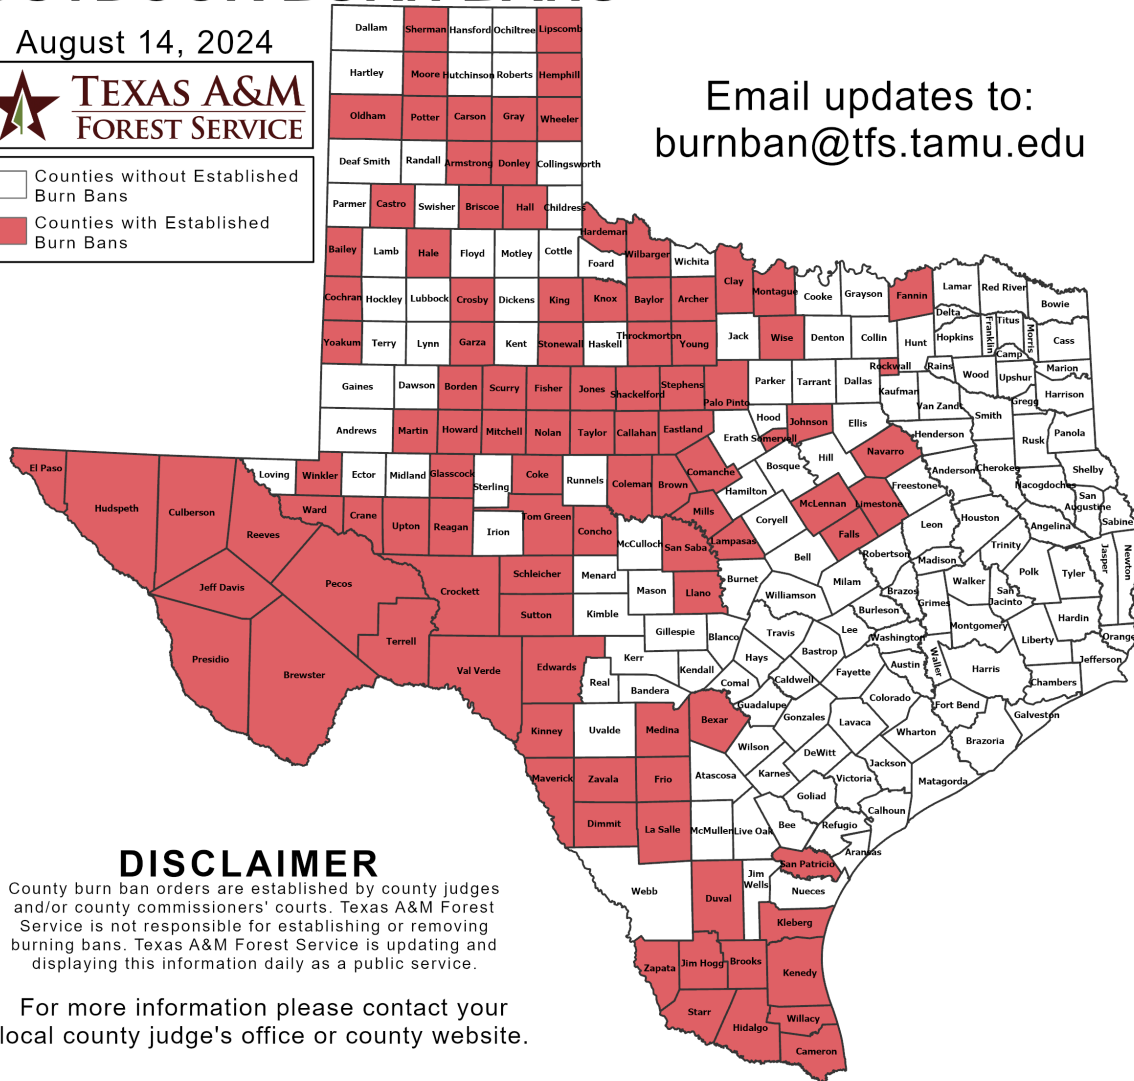 August 14, 2024
TEXAS A&M
FOREST SERVICE
Counties without Established
Burn Bans
Counties with Established
Burn Bans
Email updates to:
burnban@tfs.tamu.edu
Dallam Sherman Hansford Ochiltree Lipscomb
Hartley Moore Hutchinson Roberts Hemphill
Oldham Potter Carson Gray Wheeler
Deaf Smith Randall Armstrong Donley Collingsworth
Parmer Castro Swisher Briscoe Hall Childress
Hardeman
Bailey Lamb Hale Floyd Motley Cottle Foard Wilbarger Wichita
Clay Montague Cooke Grayson Fannin Lamar Red River Bowie
Cochran Hockley Lubbock Crosby Dickens King Knox Baylor Archer
Delta Titus Franklin Morris
Yoakum Terry Lynn Garza Kent Stonewall Haskell Throckmorton Young Jack Wise Denton Collin Hunt Hopkins Cass
Camp
Rockwall Rains Wood Upshur Marion
Gaines Dawson Borden Scurry Fisher Jones Shackelford Stephens Palo Pinto Parker Tarrant Dallas Kaufman Van Zandt Gregg Harrison
Andrews Martin Howard Mitchell Nolan Taylor Callahan Eastland Erath Hood Somervell Johnson Ellis Henderson Smith Rusk Panola
El Paso Hudspeth Culberson Reeves Loving Winkler Ector Midland Glasscock Sterling Coke Runnels Coleman Brown Comanche Hamilton Bosque Hill Navarro Freestone Anderson Cherokee Nacogdoches Shelby
San
Augustine
Sabine
Ward Crane Upton Reagan Irion Tom Green Concho McCulloch San Saba Mills Lampasas Coryell McLennan Limestone Falls Leon Houston Angelina
Jeff Davis Pecos Crockett Schleicher Menard Mason Llano Burnet Bell Milam Robertson Madison Trinity Polk Tyler Jasper Newton
Presidio Brewster Terrell Sutton Kimble Williamson Burleson Brazos Grimes Walker
San
Jacinto
Hardin
Val Verde Edwards Gillespie Blanco Travis Lee Washington Montgomery Liberty Orange
Kerr Kendall Hays Bastrop Fayette Austin Waller Harris Jefferson
Real Bandera Comal Caldwell Colorado Chambers
Kinney Uvalde Medina Bexar Guadalupe Gonzales Lavaca Wharton Fort Bend Brazoria Galveston
Maverick Zavala Frio Atascosa Wilson Karnes DeWitt Victoria Jackson Matagorda
Dimmit La Salle McMullen Live Oak Bee Goliad Refugio Calhoun
Aransas
San Patricio
Webb Duval
Jim
Wells
Nueces
Kleberg
Zapata Jim Hogg Brooks Kenedy
Starr Hidalgo Willacy
Cameron
DISCLAIMER
County burn ban orders are established by county judges
and/or county commissioners' courts. Texas A&M Forest
Service is not responsible for establishing or removing
burning bans. Texas A&M Forest Service is updating and
displaying this information daily as a public service.
For more information please contact your
local county judge's office or county website.